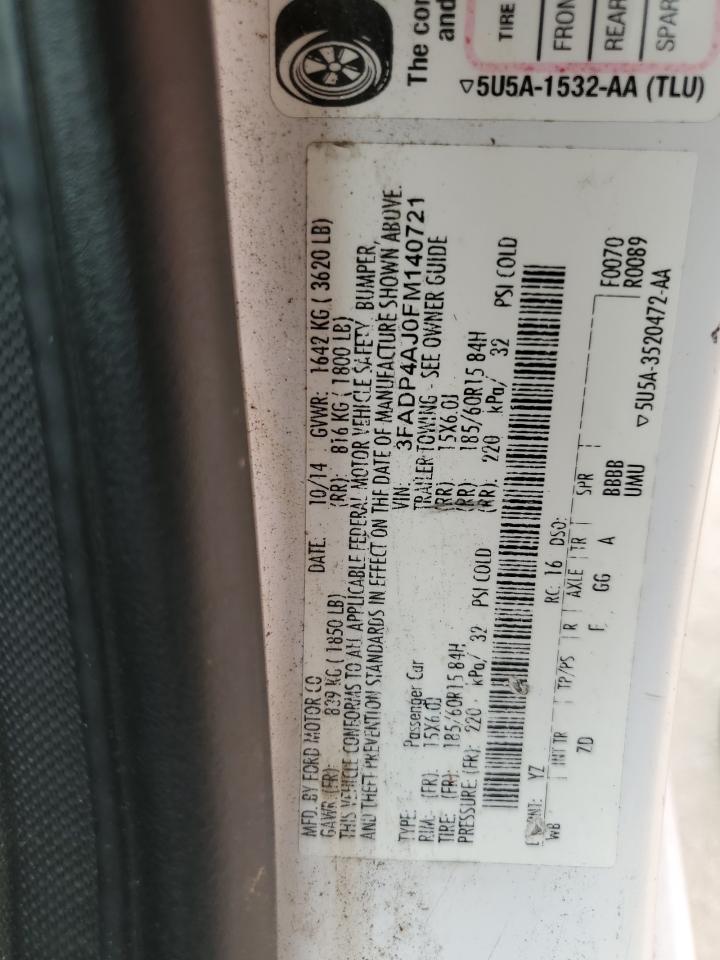 The cor
and
TIRE
FRON
REAR
SPAR
▽5U5A-1532-AA (TLU)
MFD. BY FORD MOTOR CO
DATE: 10/14 GVWR: 1642 KG ( 3620 LB)
GAWR (FR): 839 KG ( 1850 LB) (RR): 816 KG ( 1800 LB)
THIS VEHICLE CONFORMS TO ALL APPLICABLE FEDERAL MOTOR VEHICLE SAFETY, BUMPER,
AND THEFT PREVENTION STANDARDS IN EFFECT ON THE DATE OF MANUFACTURE SHOWN ABOVE.
VIN: 3FADP4AJ0FM140721
TYPE: Passenger Car TRAILER TOWING - SEE OWNER GUIDE
RIM: (FR): 15X6.0J (RR) 15X6.0J
TIRE: (FR): 185/60R15 84H (RR) 185/60R15 84H
PRESSURE (FR): 220 kPa/ 32 PSI COLD (RR): 220 kPa/ 32 PSI COLD
YZ RC: 16 DSO: F0070
WB INT TR TP/PS R AXLE TR SPR R0089
ZD F GG A BBBB
UMU ▽5U5A-3520472-AA